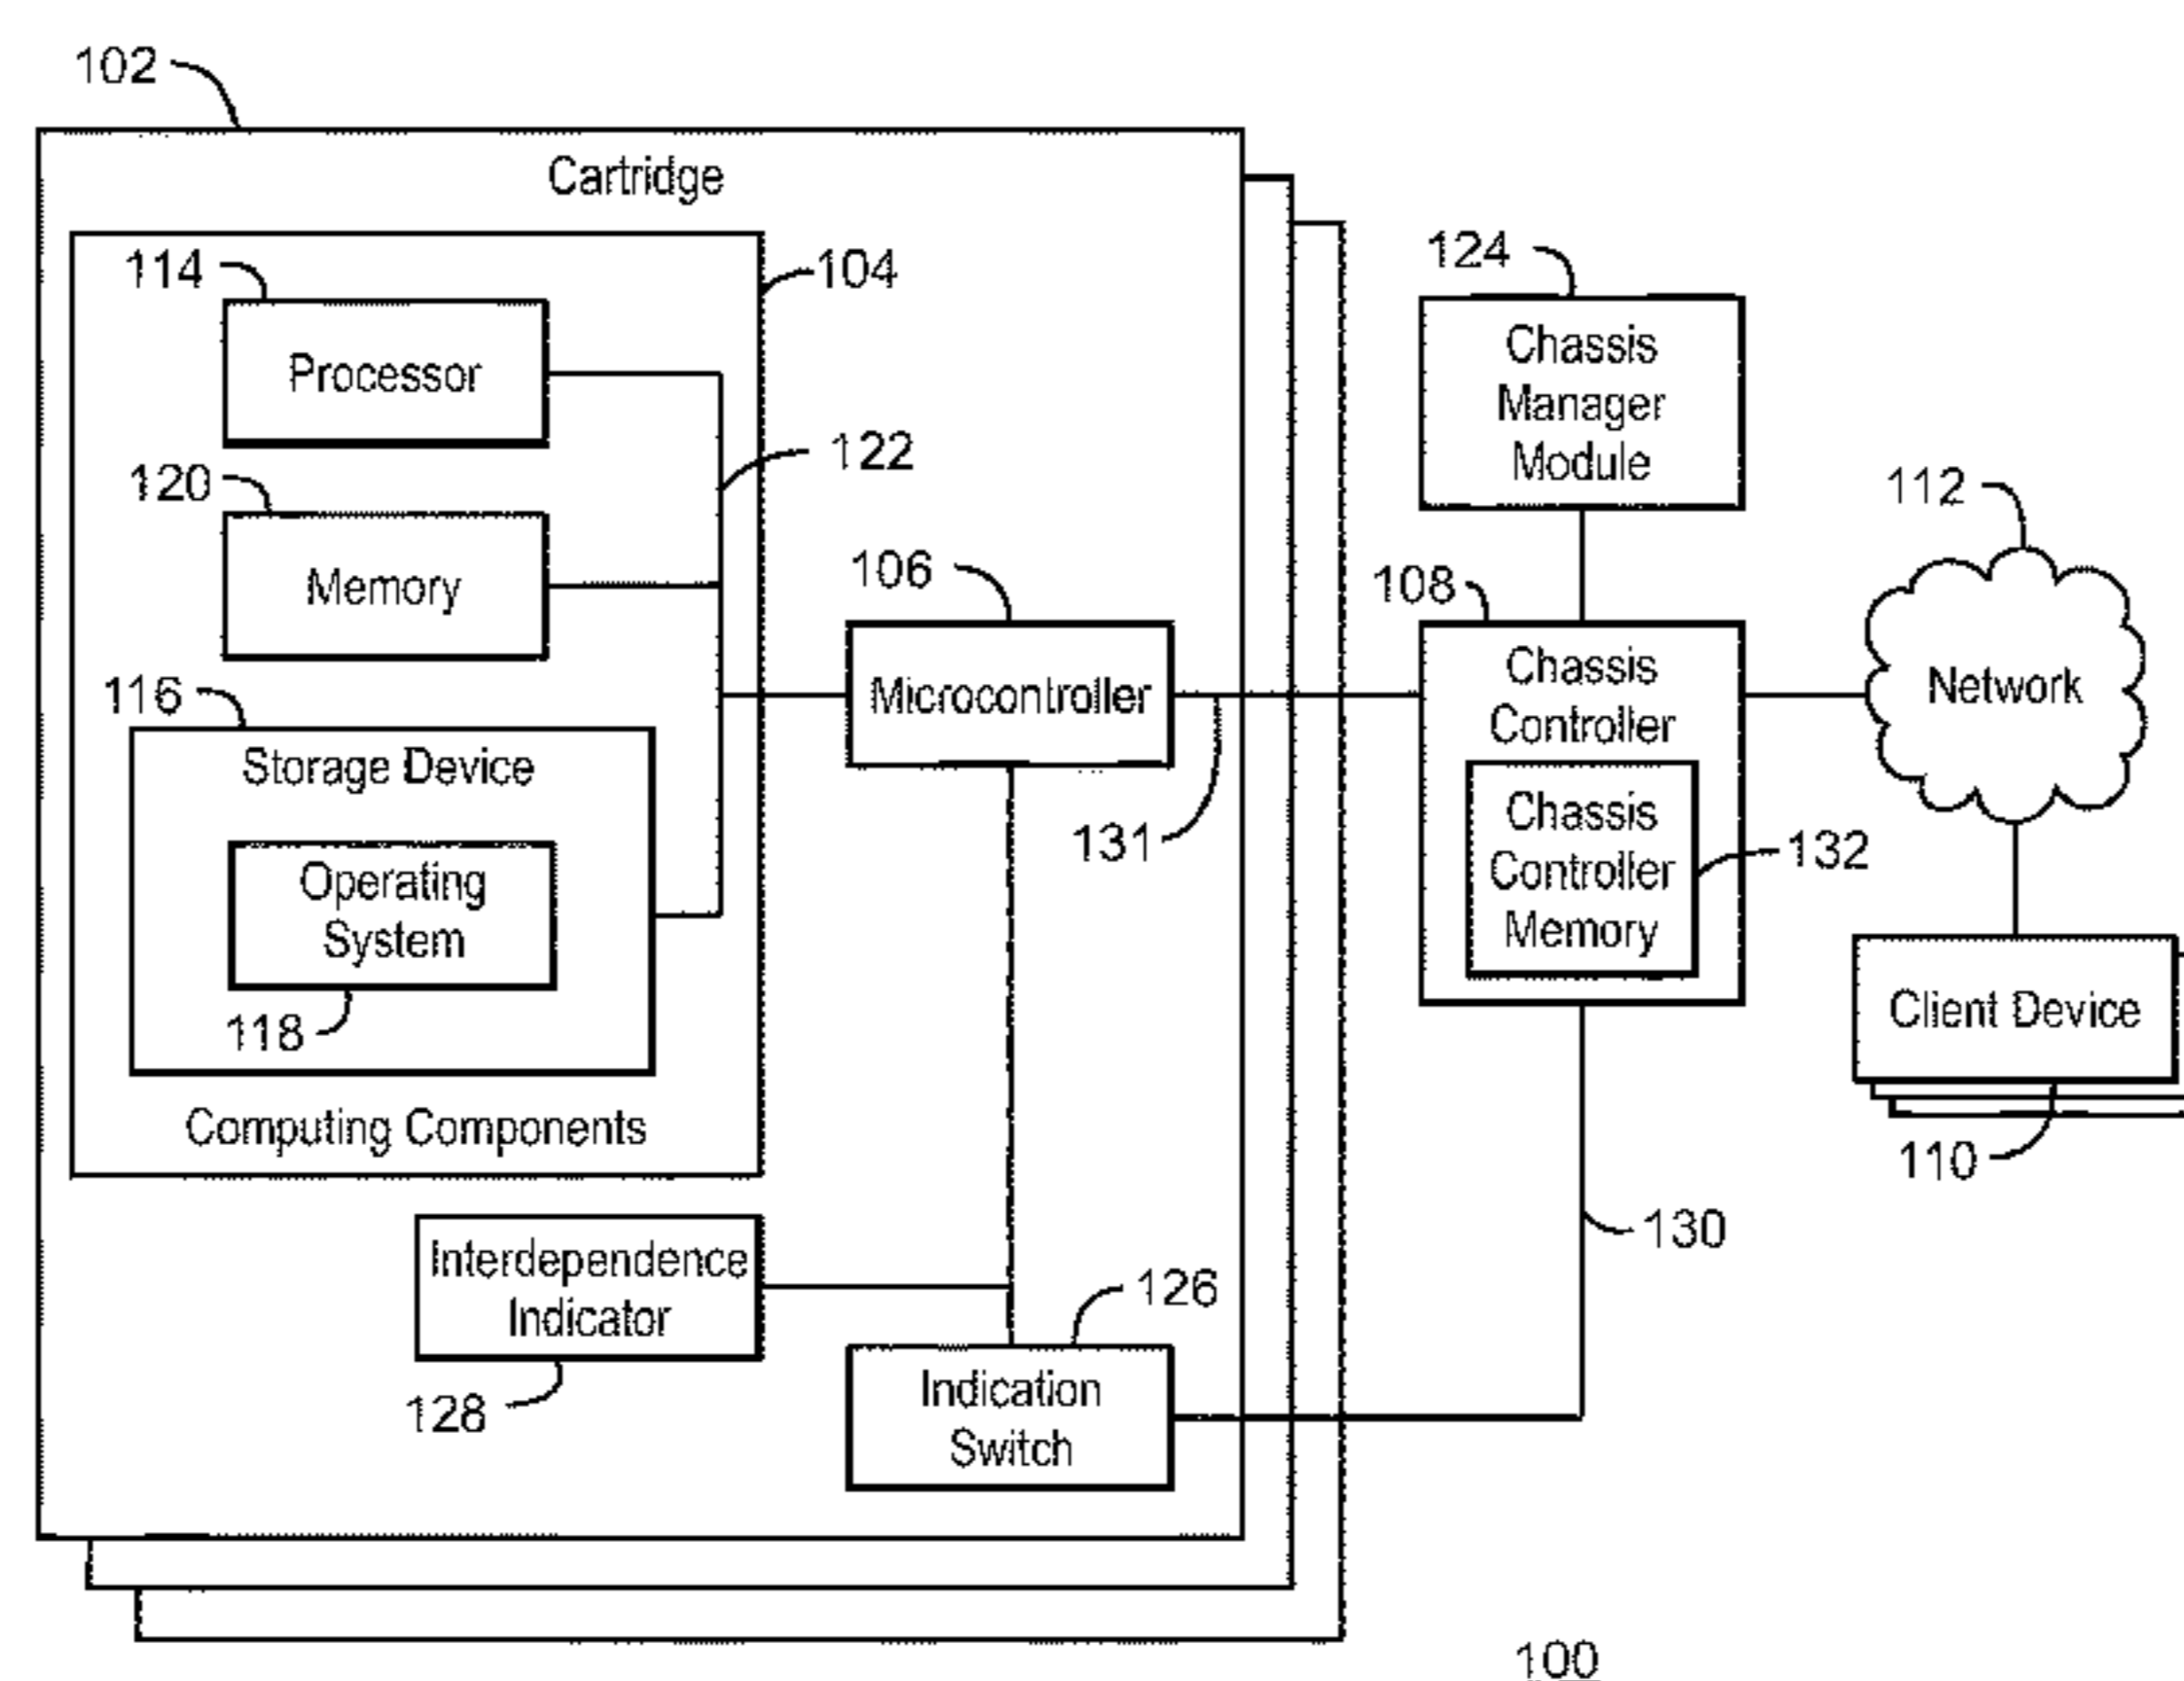 102
Cartridge
114
104
124
Processor
Chassis
Manager
Module
122
120
112
Memory
106
108
116
Microcontroller
Chassis
Controller
Network
Storage Device
131
Chassis
Controller
Memory
132
Operating
System
118
Client Device
Computing Components
110
130
Interdependence
Indicator
126
128
Indication
Switch
100